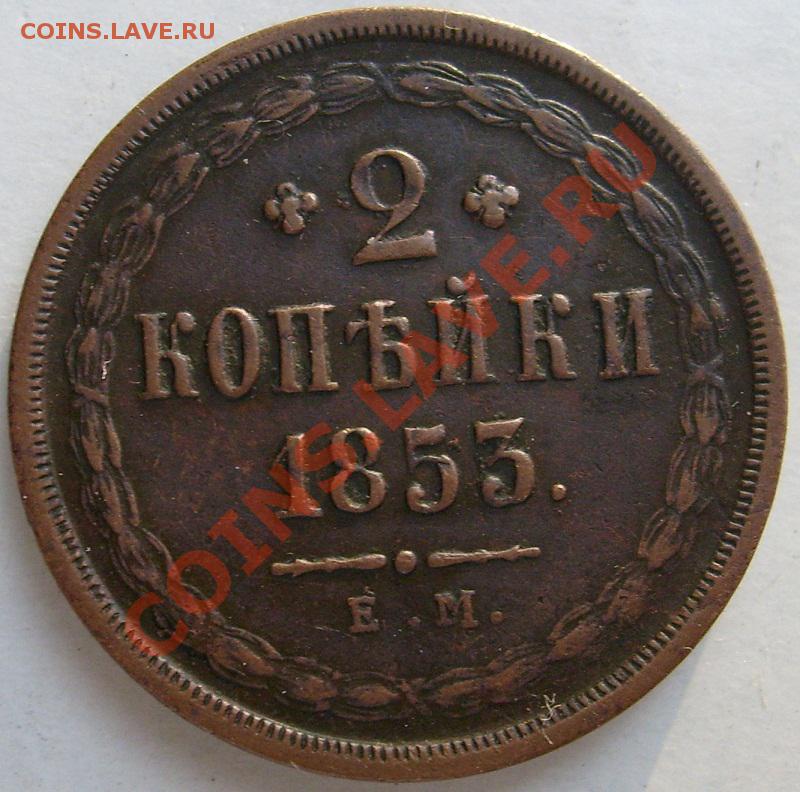 COINS.LAVE.RU
2
КОПѢЙКИ
1853.
Е.М.
COINS.LAVE.RU